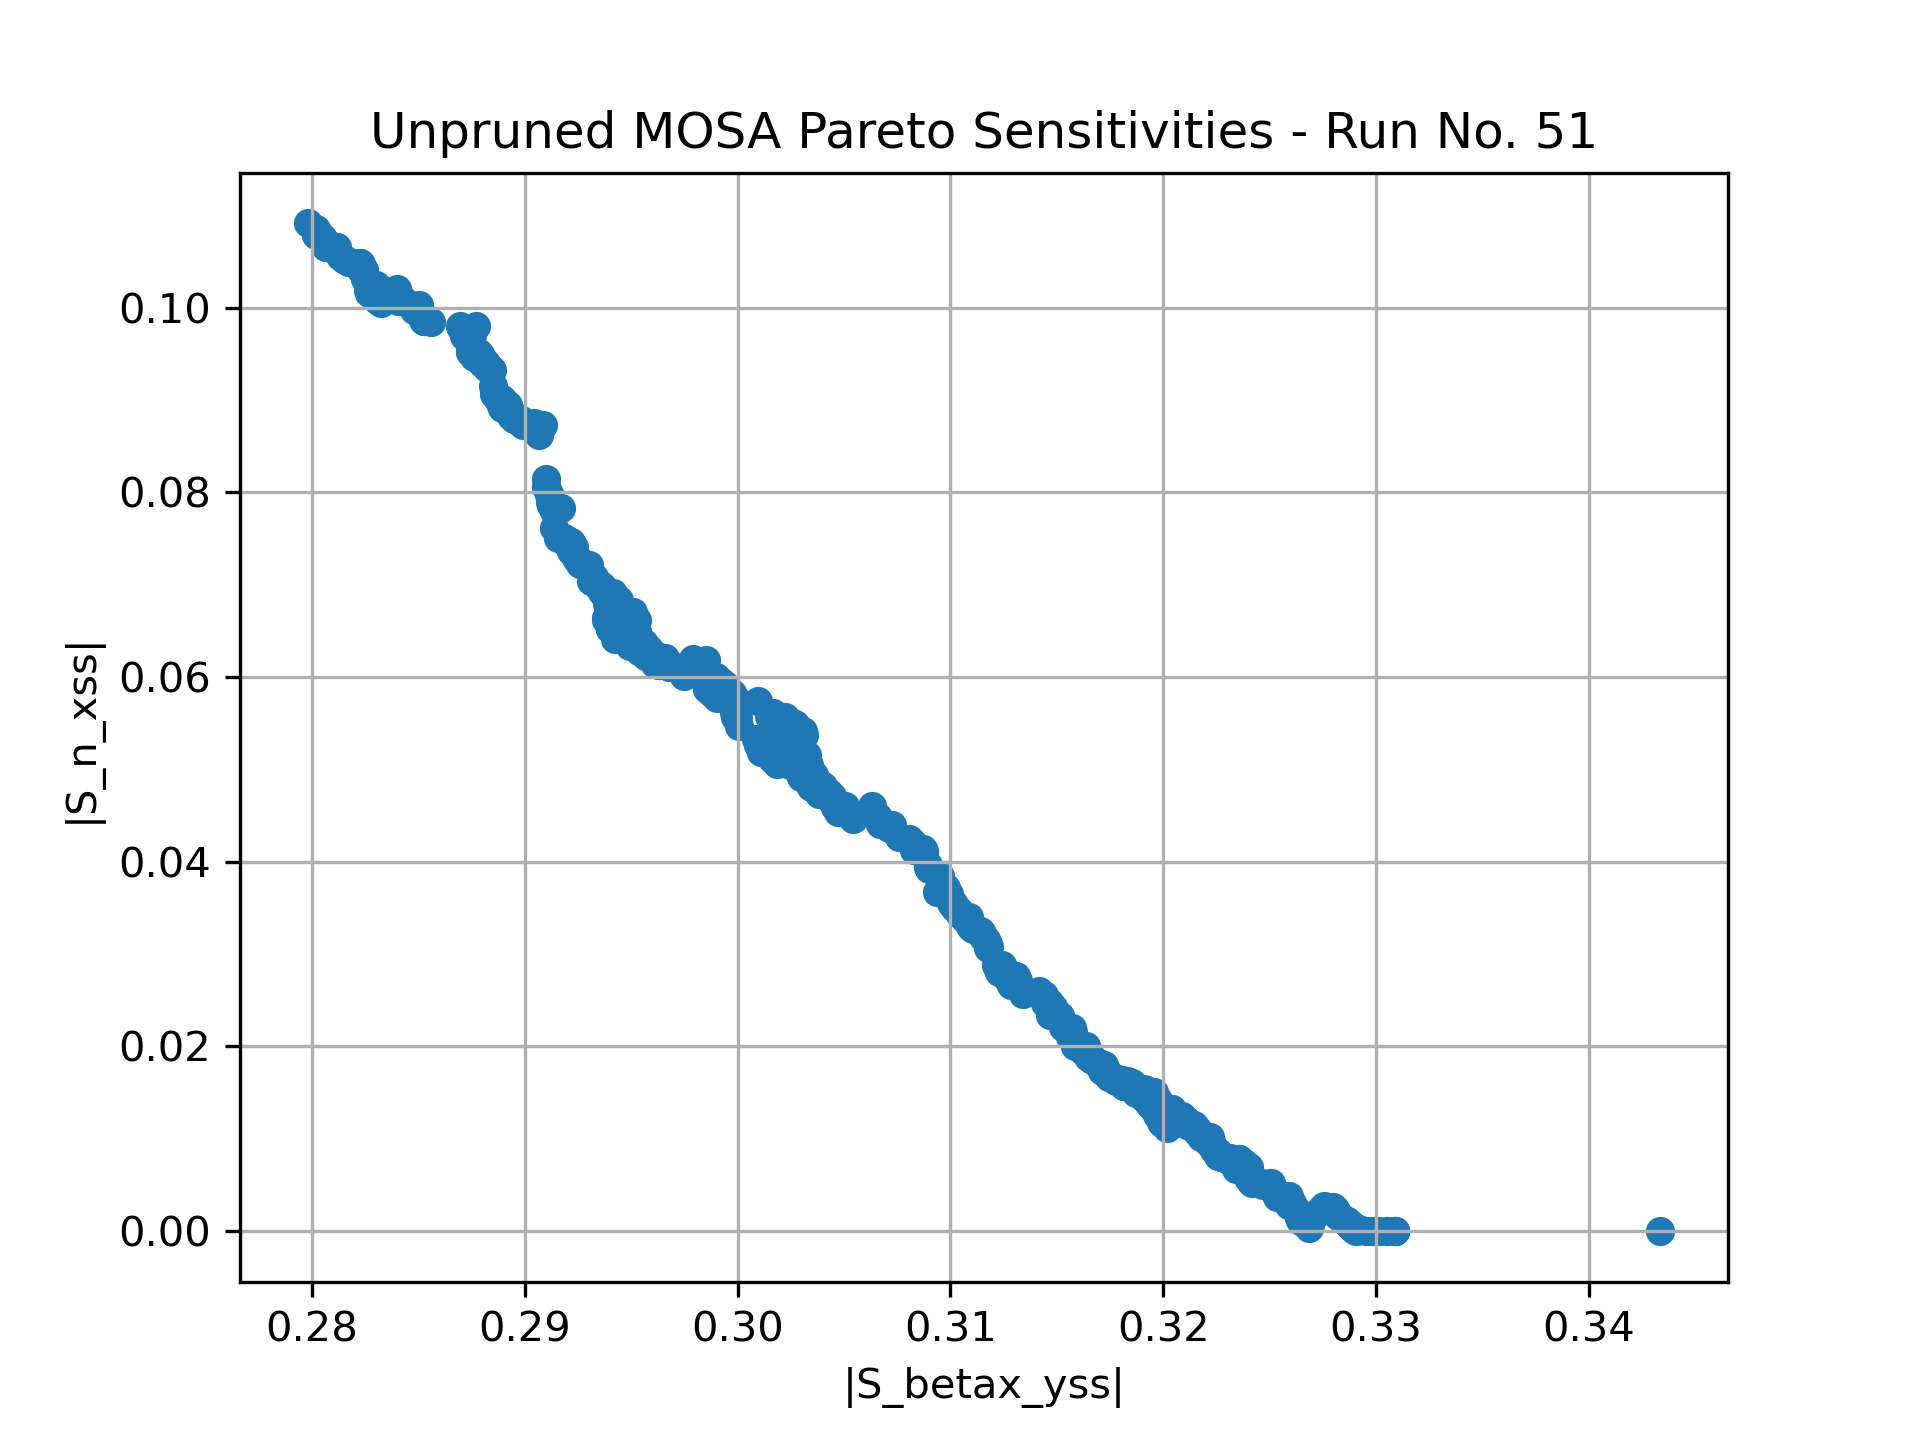 Unpruned MOSA Pareto Sensitivities - Run No. 51
|S_n_xss|
0.10
0.08
0.06
0.04
0.02
0.00
0.28 0.29 0.30 0.31 0.32 0.33 0.34
|S_betax_yss|